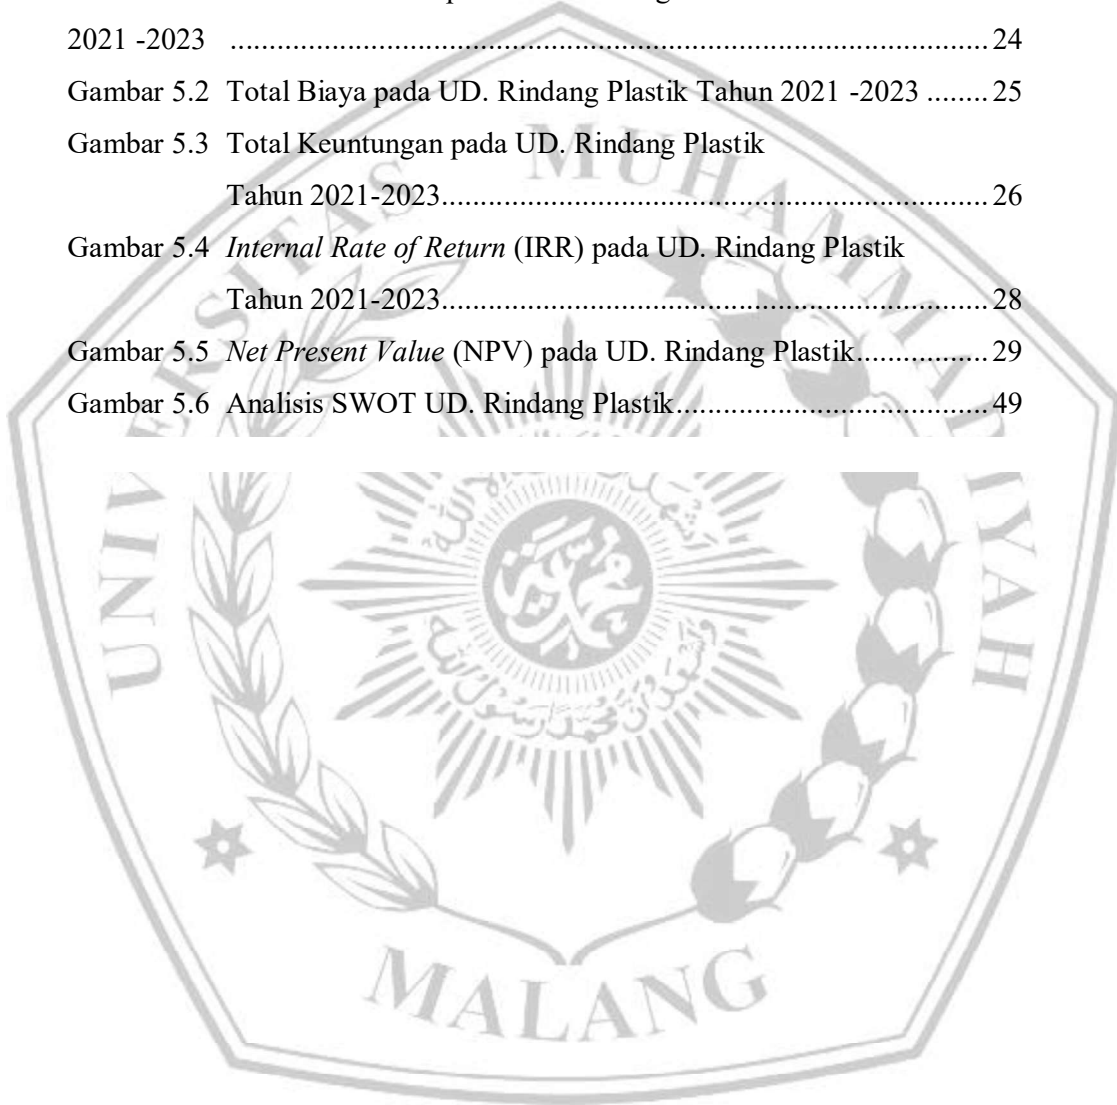 2021 -2023 ........................................................................................ 24
Gambar 5.2 Total Biaya pada UD. Rindang Plastik Tahun 2021 -2023 ........ 25
Gambar 5.3 Total Keuntungan pada UD. Rindang Plastik
Tahun 2021-2023....................................................................... 26
Gambar 5.4 Internal Rate of Return (IRR) pada UD. Rindang Plastik
Tahun 2021-2023....................................................................... 28
Gambar 5.5 Net Present Value (NPV) pada UD. Rindang Plastik................. 29
Gambar 5.6 Analisis SWOT UD. Rindang Plastik........................................ 49
UNIVERSITAS MUHAMMADIYAH
MALANG